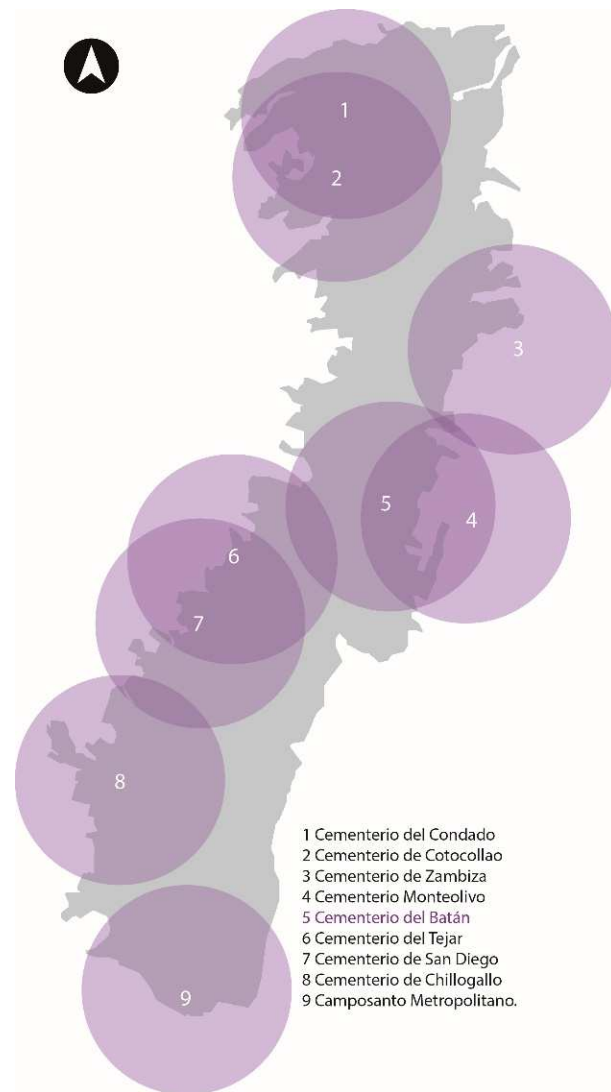 1
2
3
5
4
6
7
8
9
1 Cementerio del Condado
2 Cementerio de Cotocollao
3 Cementerio de Zambiza
4 Cementerio Monteolivo
5 Cementerio del Batán
6 Cementerio del Tejar
7 Cementerio de San Diego
8 Cementerio de Chillogallo
9 Camposanto Metropolitano.